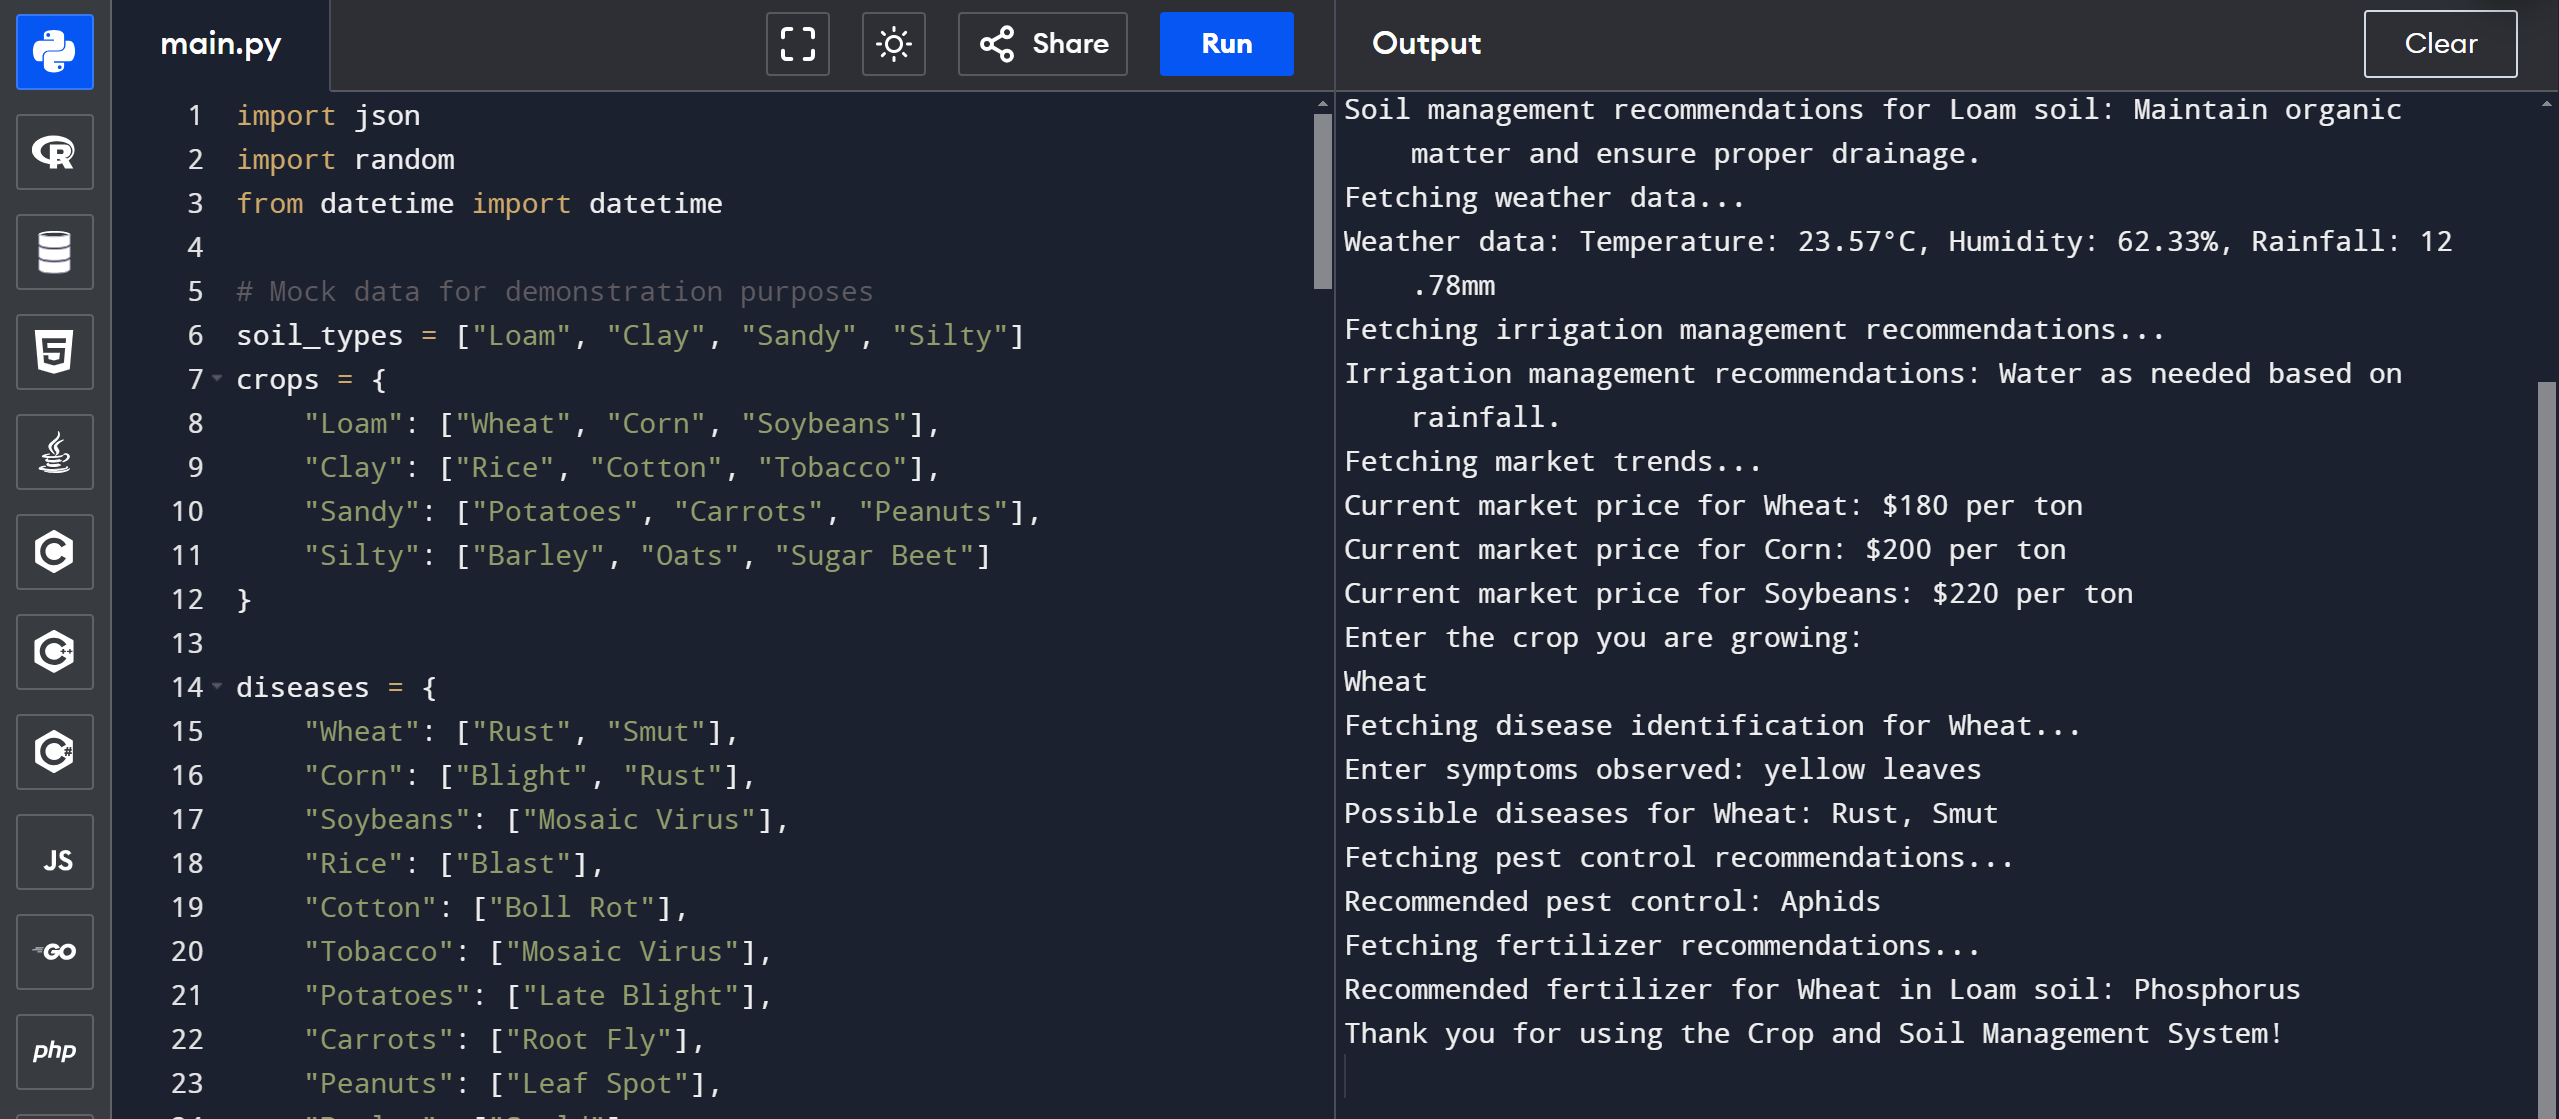 main.py
Share
Run
Output
Clear
R
5
C
C++
C#
JS
GO
php
1 import json
2 import random
3 from datetime import datetime
4
5 # Mock data for demonstration purposes
6 soil_types = ["Loam", "Clay", "Sandy", "Silty"]
7 crops = {
8     "Loam": ["Wheat", "Corn", "Soybeans"],
9     "Clay": ["Rice", "Cotton", "Tobacco"],
10     "Sandy": ["Potatoes", "Carrots", "Peanuts"],
11     "Silty": ["Barley", "Oats", "Sugar Beet"]
12 }
13
14 diseases = {
15     "Wheat": ["Rust", "Smut"],
16     "Corn": ["Blight", "Rust"],
17     "Soybeans": ["Mosaic Virus"],
18     "Rice": ["Blast"],
19     "Cotton": ["Boll Rot"],
20     "Tobacco": ["Mosaic Virus"],
21     "Potatoes": ["Late Blight"],
22     "Carrots": ["Root Fly"],
23     "Peanuts": ["Leaf Spot"],
Soil management recommendations for Loam soil: Maintain organic
matter and ensure proper drainage.
Fetching weather data...
Weather data: Temperature: 23.57°C, Humidity: 62.33%, Rainfall: 12
.78mm
Fetching irrigation management recommendations...
Irrigation management recommendations: Water as needed based on
rainfall.
Fetching market trends...
Current market price for Wheat: $180 per ton
Current market price for Corn: $200 per ton
Current market price for Soybeans: $220 per ton
Enter the crop you are growing:
Wheat
Fetching disease identification for Wheat...
Enter symptoms observed: yellow leaves
Possible diseases for Wheat: Rust, Smut
Fetching pest control recommendations...
Recommended pest control: Aphids
Fetching fertilizer recommendations...
Recommended fertilizer for Wheat in Loam soil: Phosphorus
Thank you for using the Crop and Soil Management System!